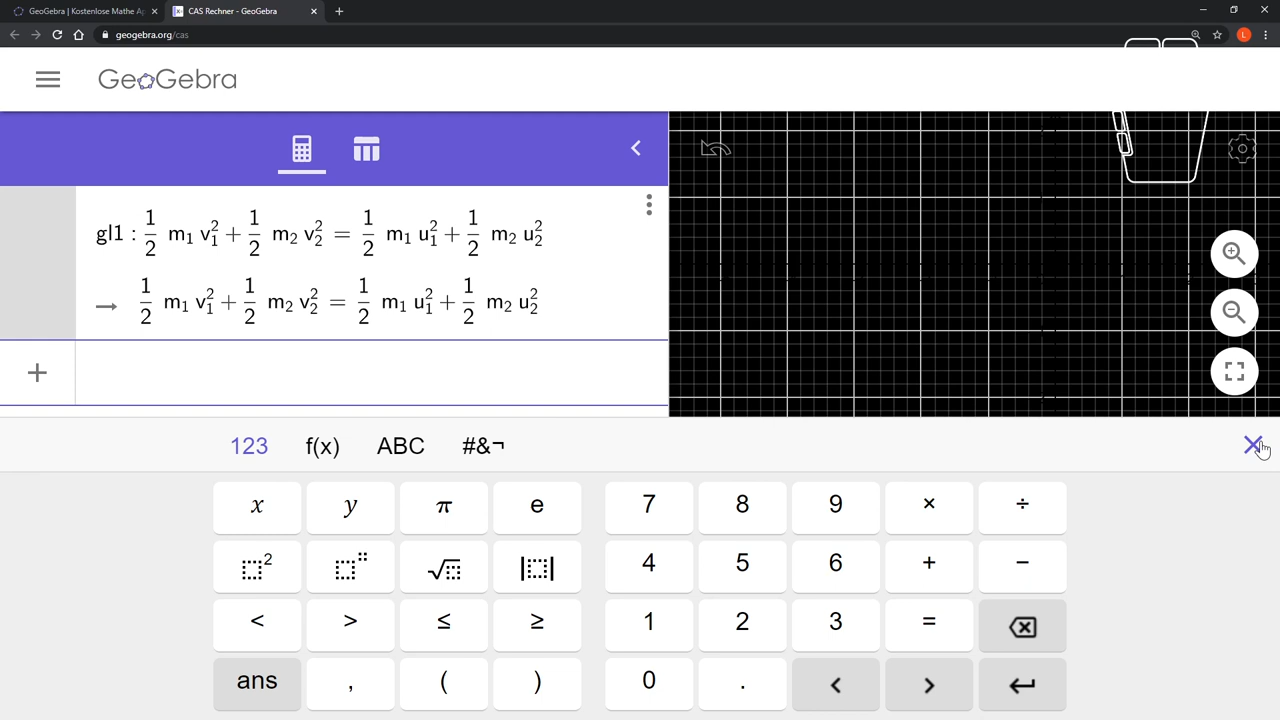 GeoGebra | Kostenlose Mathe Ap
CAS Rechner - GeoGebra
geogebra.org/cas
L
GeoGebra
gl1 : 1/2 m₁ v₁² + 1/2 m₂ v₂² = 1/2 m₁ u₁² + 1/2 m₂ u₂²
→ 1/2 m₁ v₁² + 1/2 m₂ v₂² = 1/2 m₁ u₁² + 1/2 m₂ u₂²
123 f(x) ABC #&¬
x y π e 7 8 9 × ÷
2 4 5 6 + −
< > ≤ ≥ 1 2 3 =
ans , ( ) 0 . < >